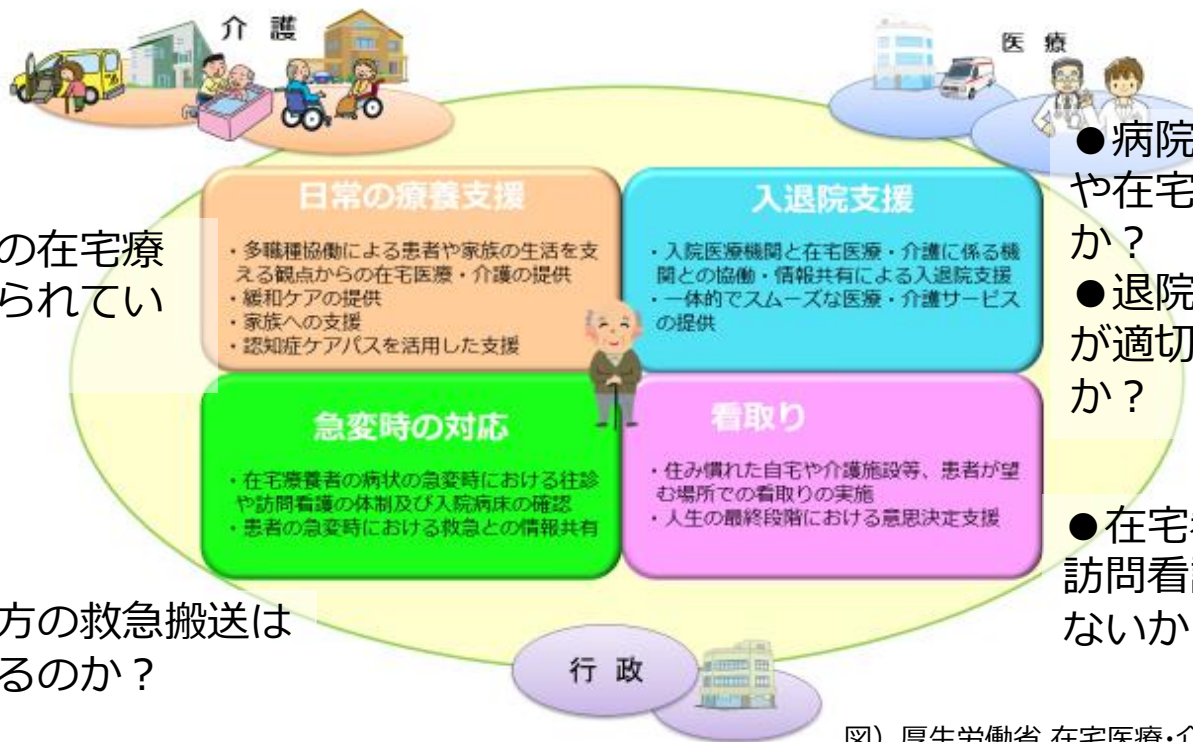 介 護
医 療
●病院
や在宅
か？
●退院
が適切
か？
の在宅療
られてい
日常の療養支援
・多職種協働による患者や家族の生活を支
える観点からの在宅医療・介護の提供
・緩和ケアの提供
・家族への支援
・認知症ケアパスを活用した支援
入退院支援
・入院医療機関と在宅医療・介護に係る機
関との協働・情報共有による入退院支援
・一体的でスムーズな医療・介護サービス
の提供
急変時の対応
・在宅療養者の病状の急変時における往診
や訪問看護の体制及び入院病床の確認
・患者の急変時における救急との情報共有
看取り
・住み慣れた自宅や介護施設等、患者が望
む場所での看取りの実施
・人生の最終段階における意思決定支援
●在宅
訪問看
ないか
方の救急搬送は
るのか？
行 政
図）厚生労働省 在宅医療・介